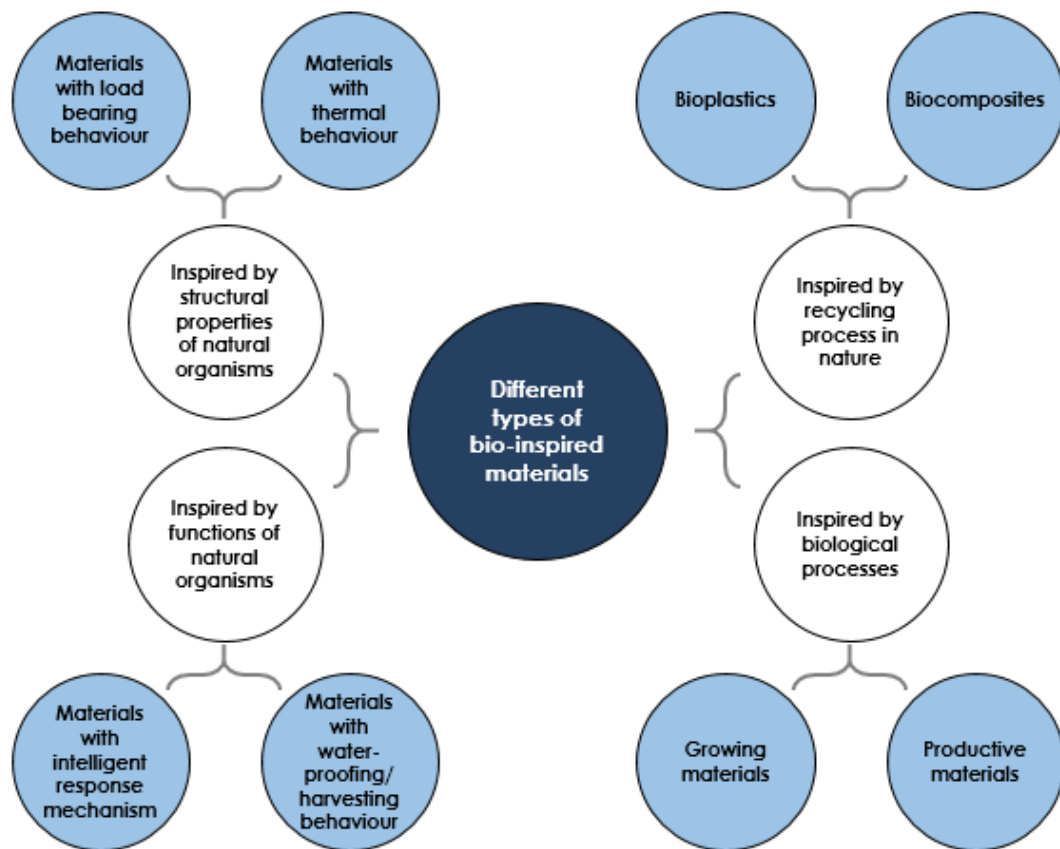 Materials
with load
bearing
behaviour
Materials
with
thermal
behaviour
Bioplastics
Biocomposites
Inspired by
structural
properties
of natural
organisms
Inspired by
recycling
process in
nature
Different
types of
bio-inspired
materials
Inspired by
functions of
natural
organisms
Inspired by
biological
processes
Materials
with
intelligent
response
mechanism
Materials
with
water-
proofing/
harvesting
behaviour
Growing
materials
Productive
materials